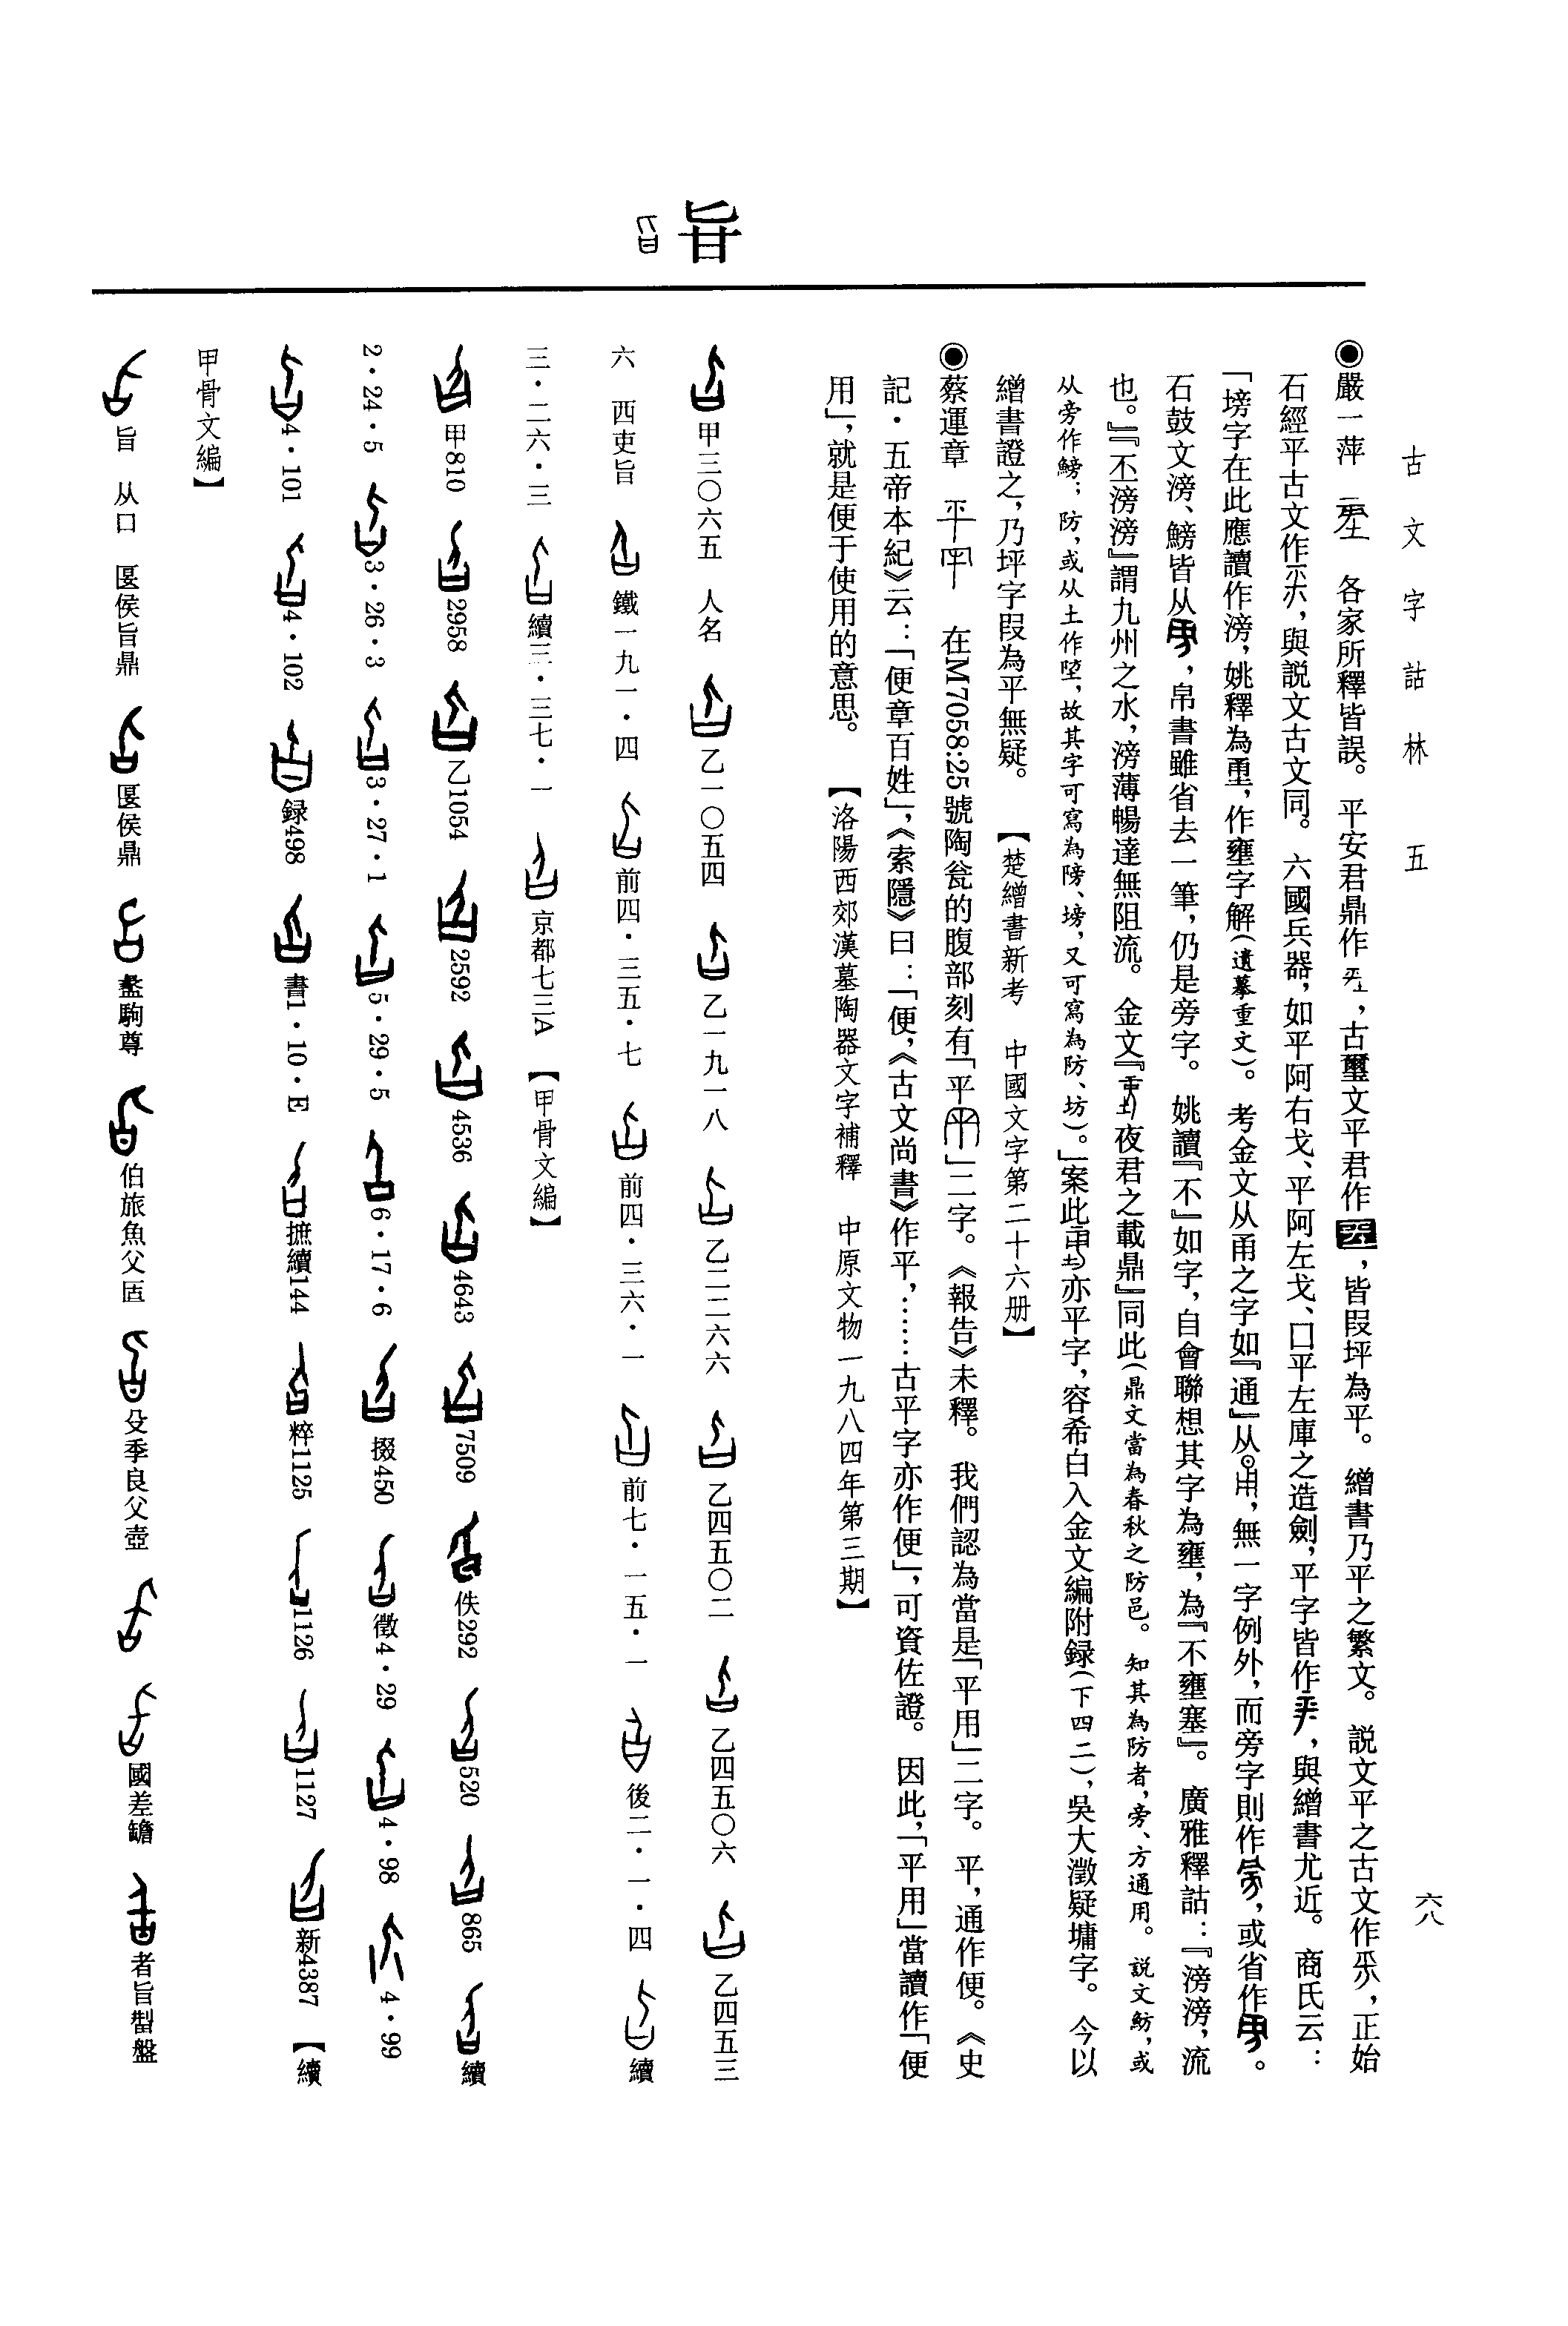 古文字詁林 五
六八
◉嚴一萍 各家所釋皆誤。平安君鼎作，古璽文平君作，皆叚坪為平。繒書乃平之繁文。説文平之古文作，正始
石經平古文作，與説文古文同。六國兵器，如平阿右戈、平阿左戈、口平左庫之造劍，平字皆作，與繒書尤近。商氏云：
「塝字在此應讀作滂，姚釋為，作壅字解（遺摹重文）。考金文从甬之字如『通』从，無一字例外，而旁字則作，或省作。
石鼓文滂、鰟皆从，帛書雖省去一筆，仍是旁字。姚讀『不』如字，自會聯想其字為壅，為『不壅塞』。廣雅釋詁：『滂滂，流
也。』『丕滂滂』謂九州之水，滂薄暢達無阻流。金文『夜君之載鼎』同此（鼎文當為春秋之防邑。知其為防者，旁、方通用。説文魴，或
从旁作鰟；防，或从土作埅，故其字可寫為隣、塝，又可寫為防、坊）。」案此亦平字，容希白入金文編附録（下四二），吳大澂疑墉字。今以
繒書證之，乃坪字叚為平無疑。 【楚繒書新考 中國文字第二十六册】
◉蔡運章 在M7058:25號陶瓮的腹部刻有「平」二字。《報告》未釋。我們認為當是「平用」二字。平，通作便。《史
記·五帝本紀》云：「便章百姓」，《索隱》曰：「便，《古文尚書》作平，……古平字亦作便」，可資佐證。因此，「平用」當讀作「便
用」，就是便于使用的意思。 【洛陽西郊漢墓陶器文字補釋 中原文物一九八四年第三期】
旨
甲三〇六五 人名 乙一〇五四 乙一九一八 乙二二六六 乙四五〇二 乙四五〇六 乙四五三
六 西吏旨 鐵一九一·四 前四·三五·七 前四·三六·一 前七·一五·一 後二·一·四 續
三·二六·三 續三·三七·一 京都七三A 【甲骨文編】
甲810 2958 乙1054 2592 4536 4643 7509 佚292 520 865 續
2·24·5 3·26·3 3·27·1 5·29·5 6·17·6 掇450 徵4·29 4·98 4·99
4·101 4·102 録498 書1·10·E 摭續144 粹1125 1126 1127 新4387 【續
甲骨文編】
旨 从口 匽侯旨鼎 匽侯鼎 盠駒尊 伯旅魚父𠤳 殳季良父壺 國差𦉜 者旨㓡盤